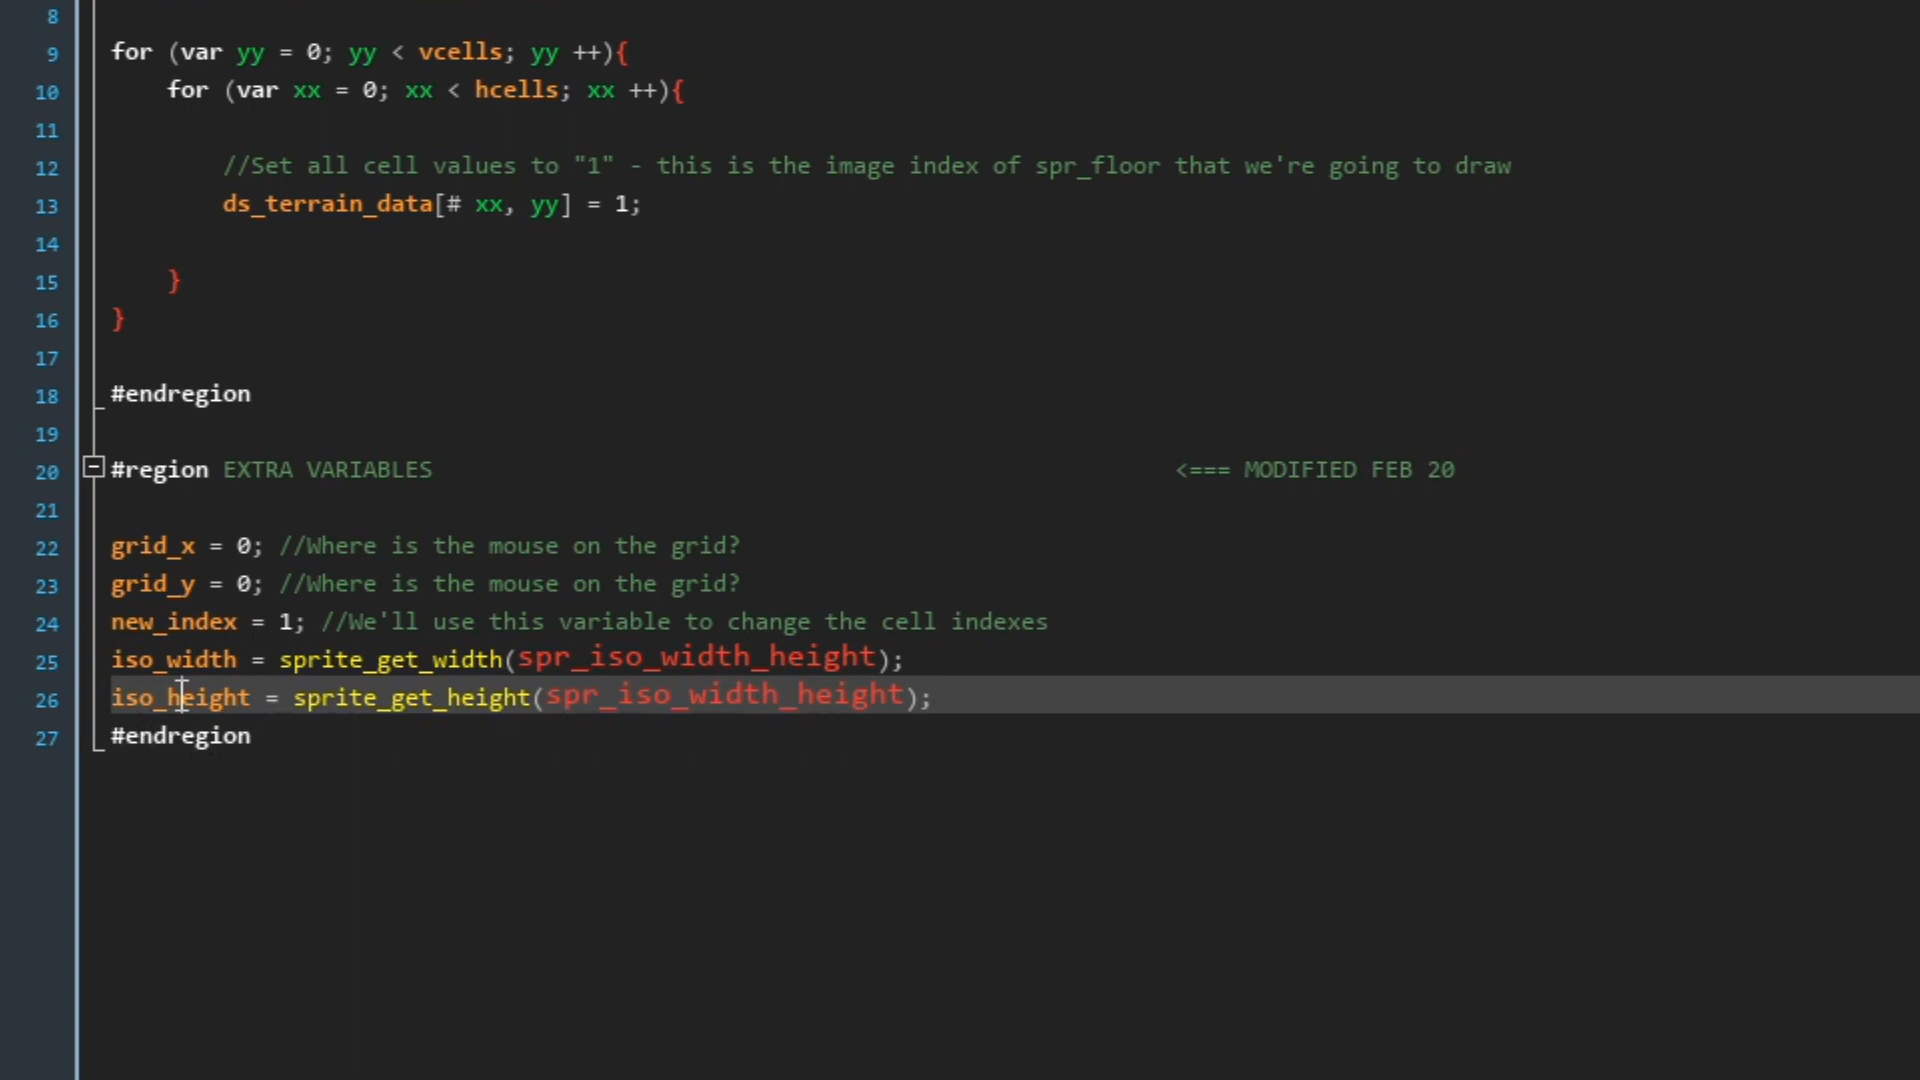 8
9 for (var yy = 0; yy < vcells; yy ++){
10 for (var xx = 0; xx < hcells; xx ++){
11
12 //Set all cell values to "1" - this is the image index of spr_floor that we're going to draw
13 ds_terrain_data[# xx, yy] = 1;
14
15 }
16 }
17
18 #endregion
19
20 #region EXTRA VARIABLES <=== MODIFIED FEB 20
21
22 grid_x = 0; //Where is the mouse on the grid?
23 grid_y = 0; //Where is the mouse on the grid?
24 new_index = 1; //We'll use this variable to change the cell indexes
25 iso_width = sprite_get_width(spr_iso_width_height);
26 iso_height = sprite_get_height(spr_iso_width_height);
27 #endregion